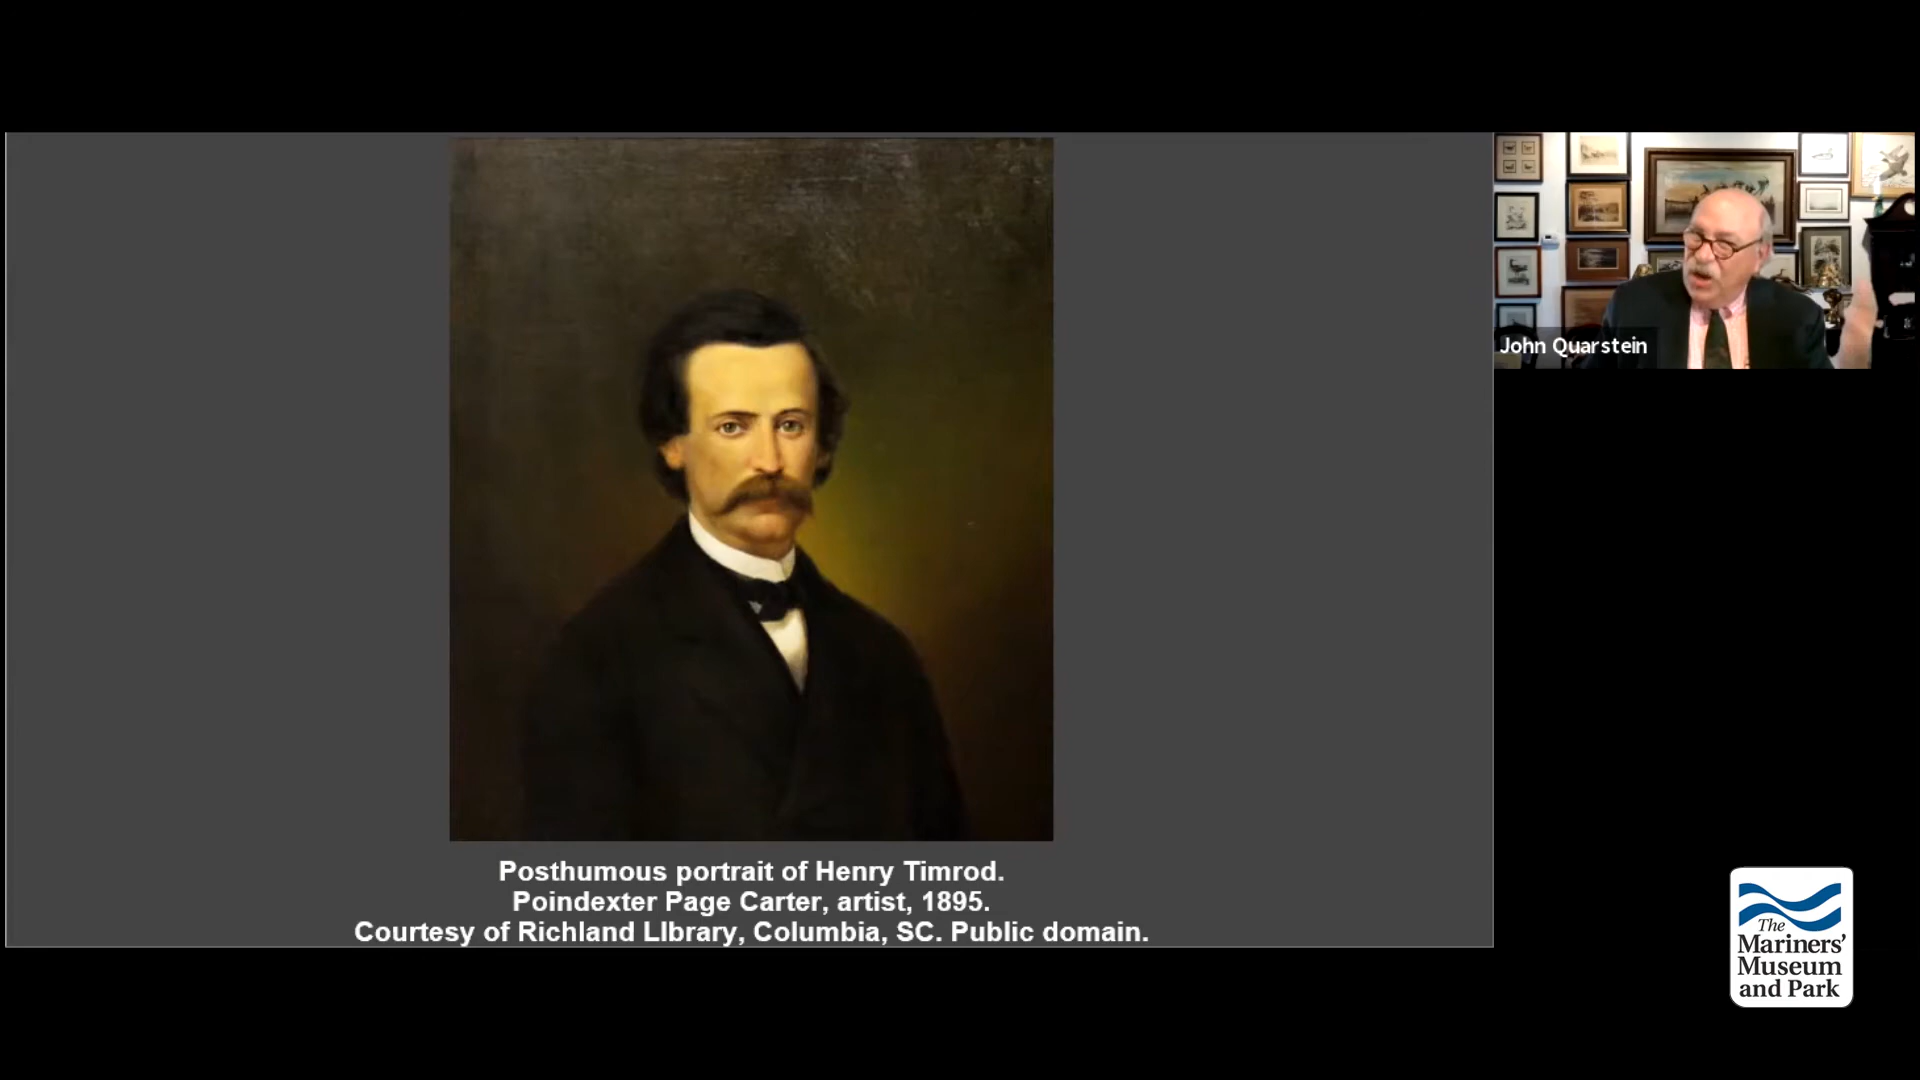 John Quarstein
Posthumous portrait of Henry Timrod.
Poindexter Page Carter, artist, 1895.
Courtesy of Richland LIbrary, Columbia, SC. Public domain.
The
Mariners'
Museum
and Park